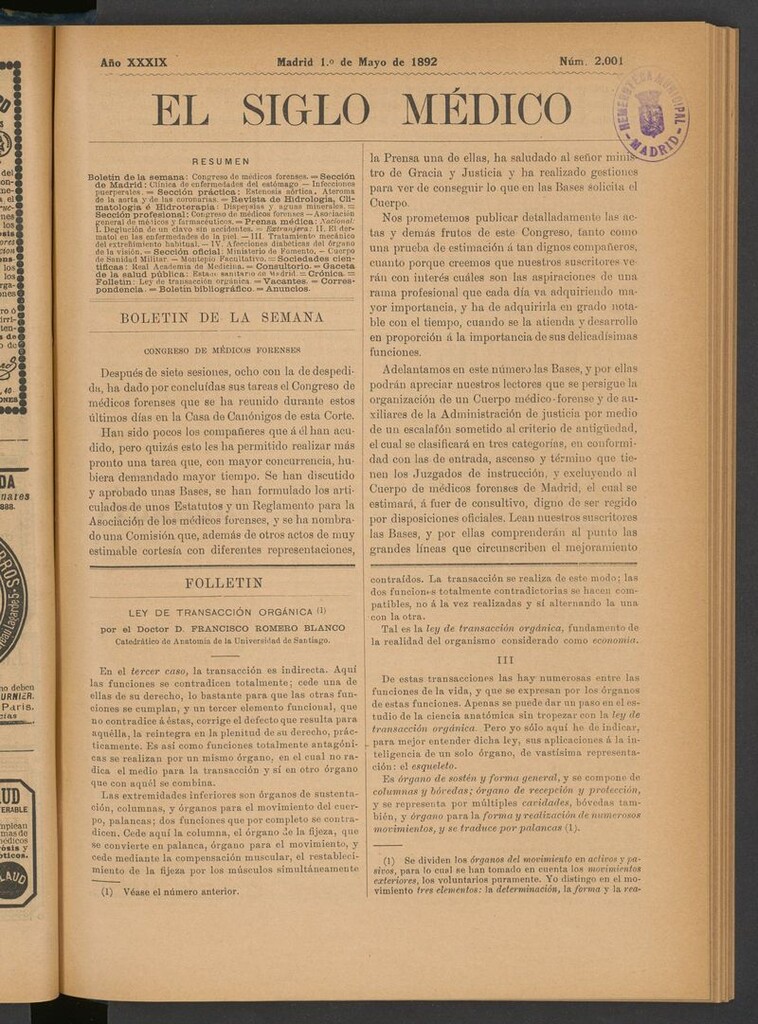 Año XXXIX
Madrid 1.º de Mayo de 1892
Núm. 2.001
EL SIGLO MÉDICO
HEMEROTECA MUNICIPAL
MADRID
RESUMEN
Boletín de la semana: Congreso de médicos forenses. = Sección
de Madrid: Clínica de enfermedades del estómago — Infecciones
puerperales. = Sección práctica: Estenosis aórtica. Ateroma
de la aorta y de las coronarias. = Revista de Hidrología, Cli-
matología é Hidroterapia: Dispepsias y aguas minerales. =
Sección profesional: Congreso de médicos forenses — Asociación
general de médicos y farmacéuticos. = Prensa médica: Nacional:
I. Deglución de un clavo sin accidentes. = Extranjera: II. El der-
matol en las enfermedades de la piel. — III. Tratamiento mecánico
del extreñimiento habitual. — IV. Afecciones diabéticas del órgano
de la visión. = Sección oficial: Ministerio de Fomento. — Cuerpo
de Sanidad Militar. — Montepío Facultativo. = Sociedades cien-
tíficas: Real Academia de Medicina. = Consultorio. = Gaceta
de la salud pública: Estado sanitario de Madrid. = Crónica. =
Folletín: Ley de transacción orgánica. = Vacantes. = Corres-
pondencia. = Boletín bibliográfico. = Anuncios.
BOLETIN DE LA SEMANA
CONGRESO DE MÉDICOS FORENSES
Después de siete sesiones, ocho con la de despedi-
da, ha dado por concluídas sus tareas el Congreso de
médicos forenses que se ha reunido durante estos
últimos días en la Casa de Canónigos de esta Corte.
Han sido pocos los compañeres que á él han acu-
dido, pero quizás esto les ha permitido realizar más
pronto una tarea que, con mayor concurrencia, hu-
biera demandado mayor tiempo. Se han discutido
y aprobado unas Bases, se han formulado los artí-
culados de unos Estatutos y un Reglamento para la
Asociación de los médicos forenses, y se ha nombra-
do una Comisión que, además de otros actos de muy
estimable cortesía con diferentes representaciones,
la Prensa una de ellas, ha saludado al señor minis-
tro de Gracia y Justicia y ha realizado gestiones
para ver de conseguir lo que en las Bases solicita el
Cuerpo.
Nos prometemos publicar detalladamente las ac-
tas y demás frutos de este Congreso, tanto como
una prueba de estimación á tan dignos compañeros,
cuanto porque creemos que nuestros suscritores ve-
rán con interés cuáles son las aspiraciones de una
rama profesional que cada día va adquiriendo ma-
yor importancia, y ha de adquirirla en grado nota-
ble con el tiempo, cuando se la atienda y desarrolle
en proporción á la importancia de sus delicadísimas
funciones.
Adelantamos en este número las Bases, y por ellas
podrán apreciar nuestros lectores que se persigue la
organización de un Cuerpo médico-forense y de au-
xiliares de la Administración de justicia por medio
de un escalafón sometido al criterio de antigüedad,
el cual se clasificará en tres categorías, en conformi-
dad con las de entrada, ascenso y término que tie-
nen los Juzgados de instrucción, y excluyendo al
Cuerpo de médicos forenses de Madrid, el cual se
estimará, á fuer de consultivo, digno de ser regido
por disposiciones oficiales. Lean nuestros suscritores
las Bases, y por ellas comprenderán al punto las
grandes líneas que circunscriben el mejoramiento
FOLLETIN
LEY DE TRANSACCIÓN ORGÁNICA (1)
por el Doctor D. FRANCISCO ROMERO BLANCO
Catedrático de Anatomía de la Universidad de Santiago.
En el tercer caso, la transacción es indirecta. Aquí
las funciones se contradicen totalmente; cede una de
ellas de su derecho, lo bastante para que las otras fun-
ciones se cumplan, y un tercer elemento funcional, que
no contradice á éstas, corrige el defecto que resulta para
aquélla, la reintegra en la plenitud de su derecho, prác-
ticamente. Es así como funciones totalmente antagóni-
cas se realizan por un mismo órgano, en el cual no ra-
dica el medio para la transacción y sí en otro órgano
que con aquél se combina.
Las extremidades inferiores son órganos de sustenta-
ción, columnas, y órganos para el movimiento del cuer-
po, palancas; dos funciones que por completo se contra-
dicen. Cede aquí la columna, el órgano de la fijeza, que
se convierte en palanca, órgano para el movimiento, y
cede mediante la compensación muscular, el restableci-
miento de la fijeza por los músculos simultáneamente
(1) Véase el número anterior.
contraídos. La transacción se realiza de este modo; las
dos funciones totalmente contradictorias se hacen com-
patibles, no á la vez realizadas y sí alternando la una
con la otra.
Tal es la ley de transacción orgánica, fundamento de
la realidad del organismo considerado como economía.
III
De estas transacciones las hay numerosas entre las
funciones de la vida, y que se expresan por los órganos
de estas funciones. Apenas se puede dar un paso en el es-
tudio de la ciencia anatómica sin tropezar con la ley de
transacción orgánica. Pero yo sólo aquí he de indicar,
para mejor entender dicha ley, sus aplicaciones á la in-
teligencia de un solo órgano, de vastísima representa-
ción: el esqueleto.
Es órgano de sostén y forma general, y se compone de
columnas y bóvedas; órgano de recepción y protección,
y se representa por múltiples cavidades, bóvedas tam-
bién, y órgano para la forma y realización de numerosos
movimientos, y se traduce por palancas (1).
(1) Se dividen los órganos del movimiento en activos y pa-
sivos, para lo cual se han tomado en cuenta los movimientos
exteriores, los voluntarios puramente. Yo distingo en el mo-
vimiento tres elementos: la determinación, la forma y la rea-